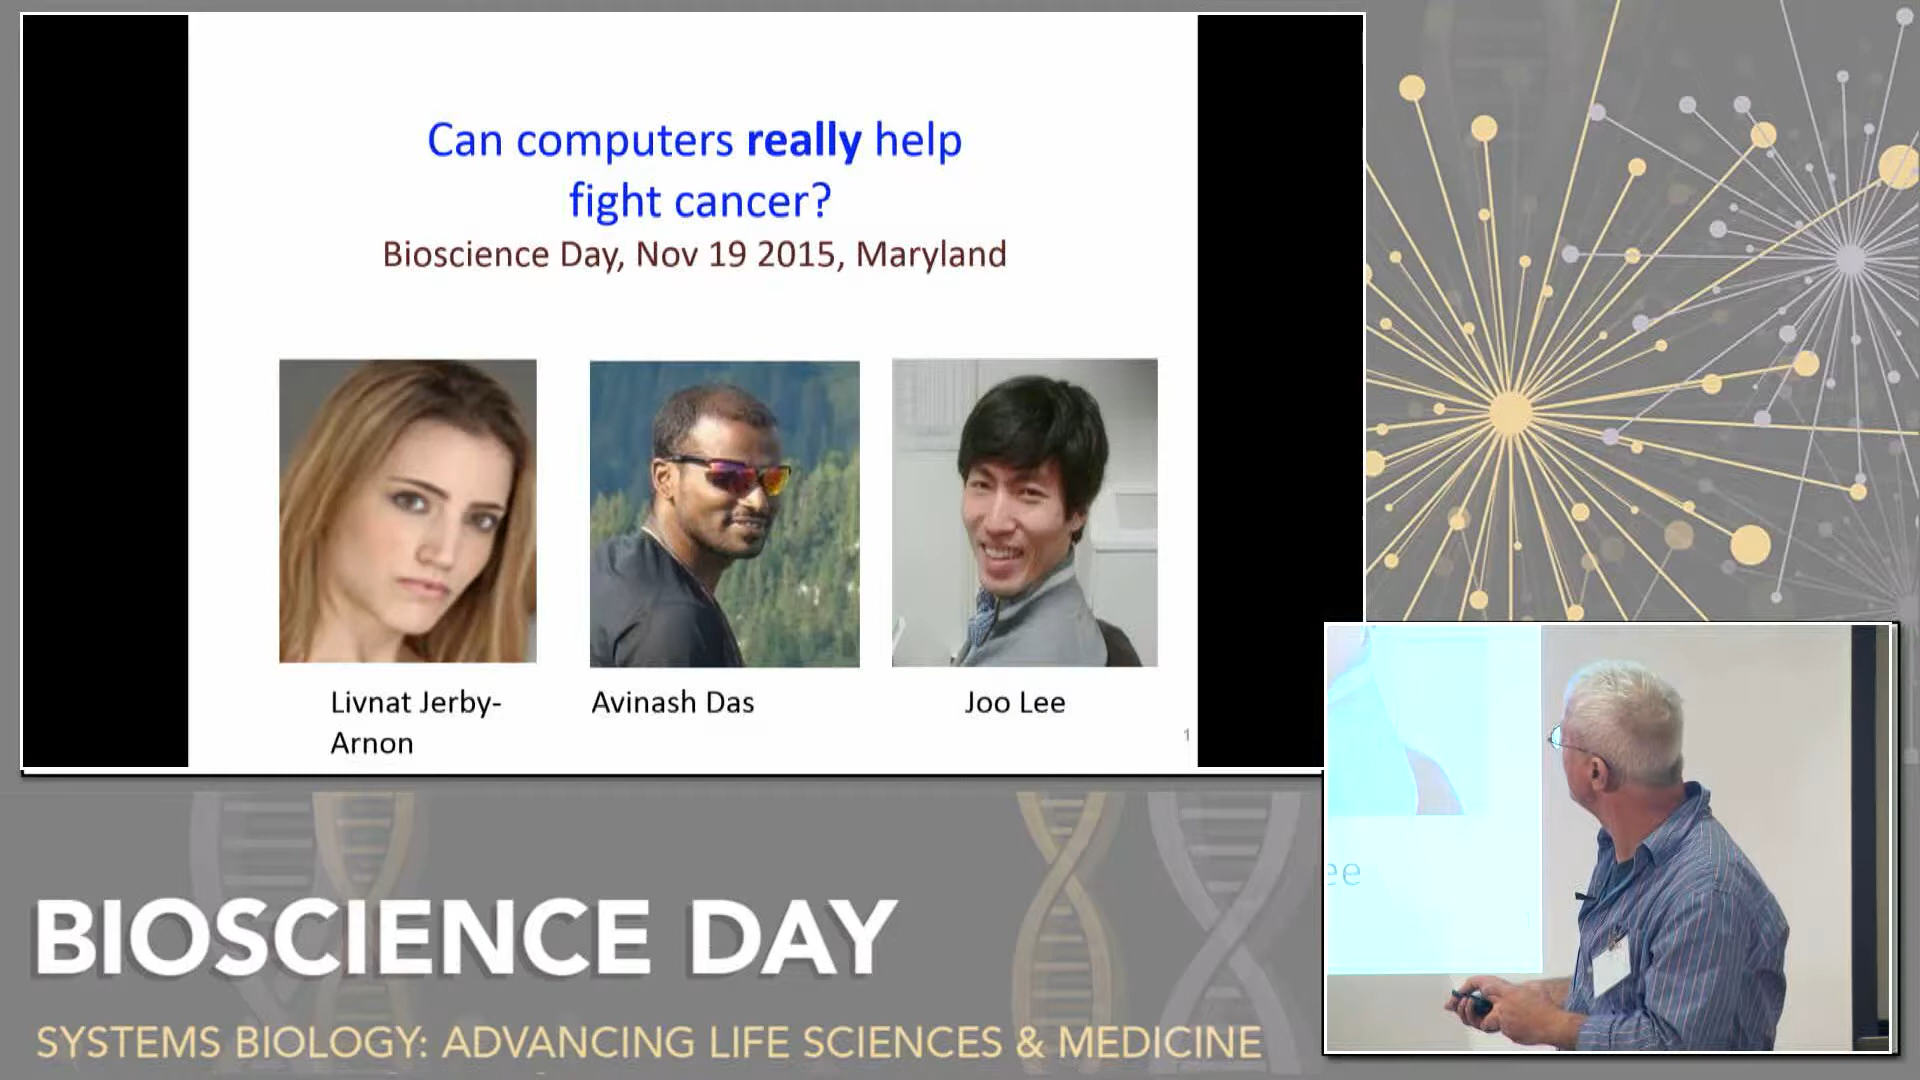 Can computers really help
fight cancer?
Bioscience Day, Nov 19 2015, Maryland
Livnat Jerby-
Arnon
Avinash Das
Joo Lee
1
ee
BIOSCIENCE DAY
SYSTEMS BIOLOGY: ADVANCING LIFE SCIENCES & MEDICINE